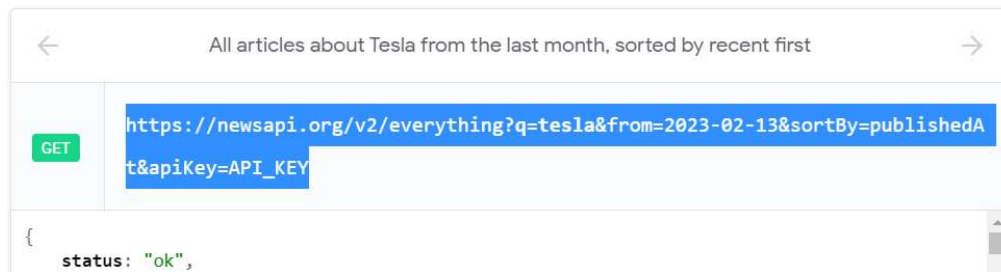 All articles about Tesla from the last month, sorted by recent first
GET
https://newsapi.org/v2/everything?q=tesla&from=2023-02-13&sortBy=publishedA
t&apiKey=API_KEY
{
status: "ok",